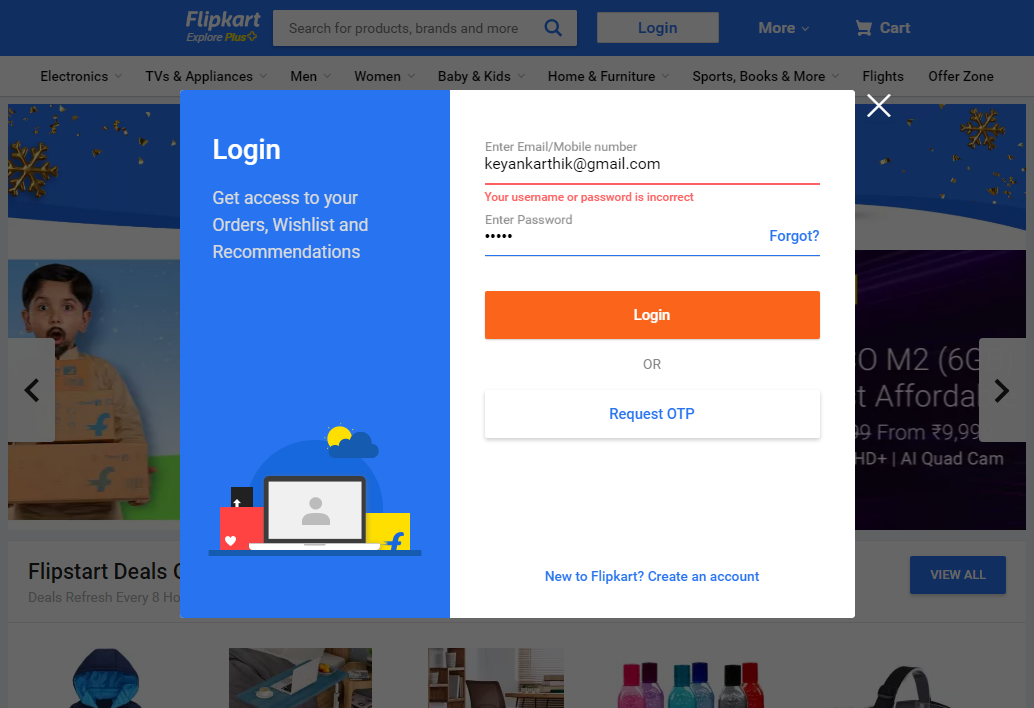 Flipkart
Explore Plus
Search for products, brands and more
Login
More
Cart
Electronics
TVs & Appliances
Men
Women
Baby & Kids
Home & Furniture
Sports, Books & More
Flights
Offer Zone
Login
Get access to your
Orders, Wishlist and
Recommendations
Enter Email/Mobile number
keyankarthik@gmail.com
Your username or password is incorrect
Enter Password
•••••
Forgot?
Login
OR
Request OTP
New to Flipkart? Create an account
O M2 (6G
t Afforda
99 From ₹9,99
HD+ | AI Quad Cam
Flipstart Deals
Deals Refresh Every 8 Ho
VIEW ALL